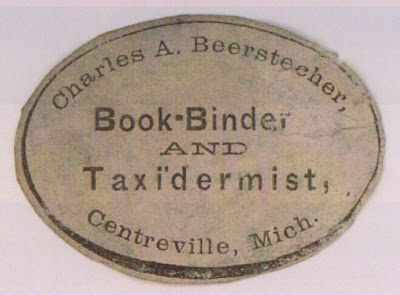 Charles A. Beerstecher,
Book-Binder
AND
Taxidermist,
Centreville, Mich.